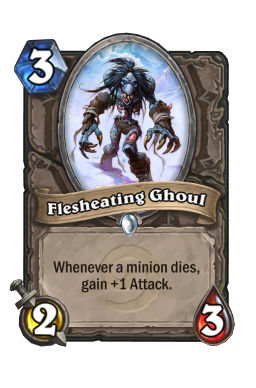 3
Flesheating Ghoul
Whenever a minion dies,
gain +1 Attack.
2
3